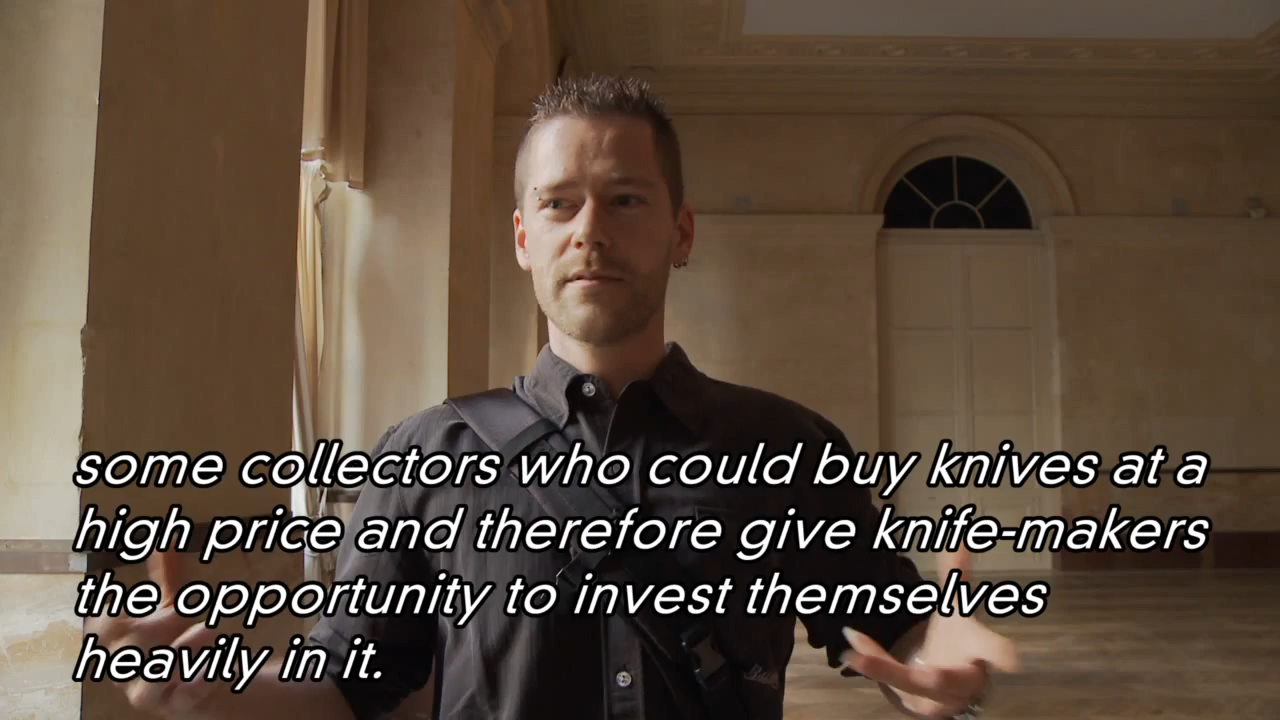 some collectors who could buy knives at a
high price and therefore give knife-makers
the opportunity to invest themselves
heavily in it.